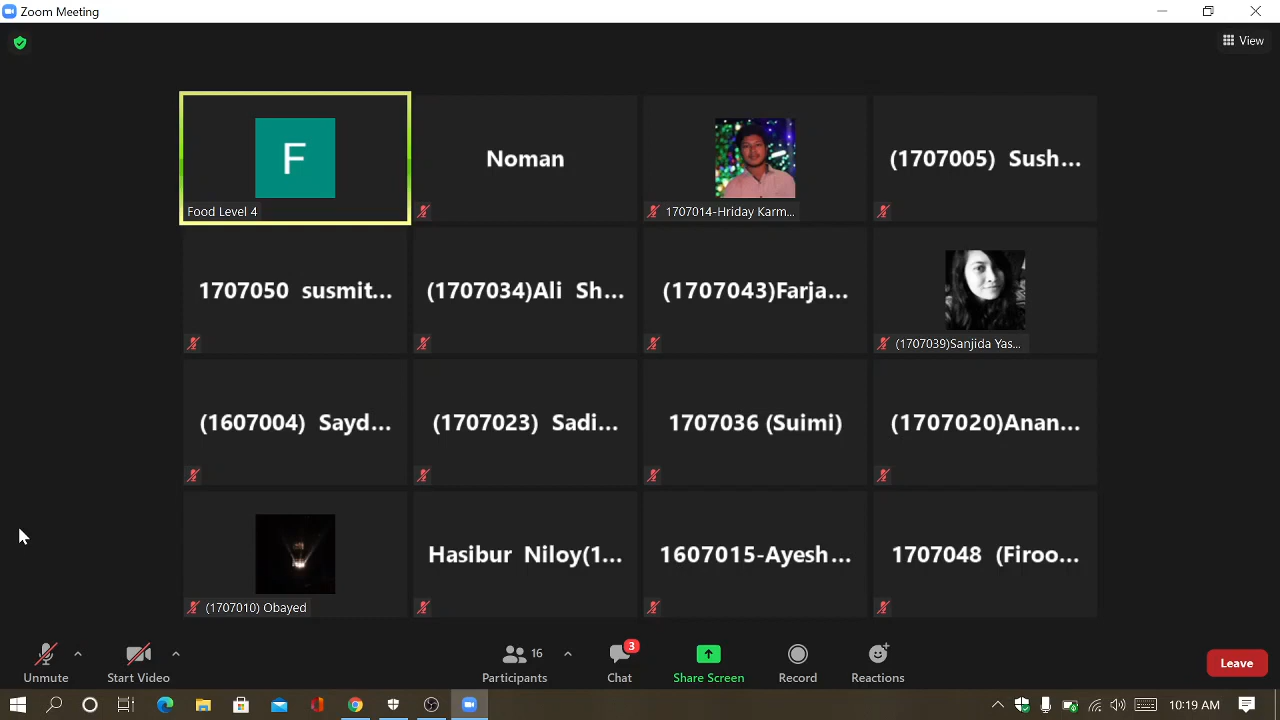 Zoom Meeting
View
F
Food Level 4
Noman
1707014-Hriday Karm...
(1707005) Sush...
1707050 susmit...
(1707034)Ali Sh...
(1707043)Farja...
(1707039)Sanjida Yas...
(1607004) Sayd...
(1707023) Sadi...
1707036 (Suimi)
(1707020)Anan...
(1707010) Obayed
Hasibur Niloy(1...
1607015-Ayesh...
1707048 (Firoo...
Unmute
Start Video
16
Participants
3
Chat
Share Screen
Record
Reactions
Leave
10:19 AM